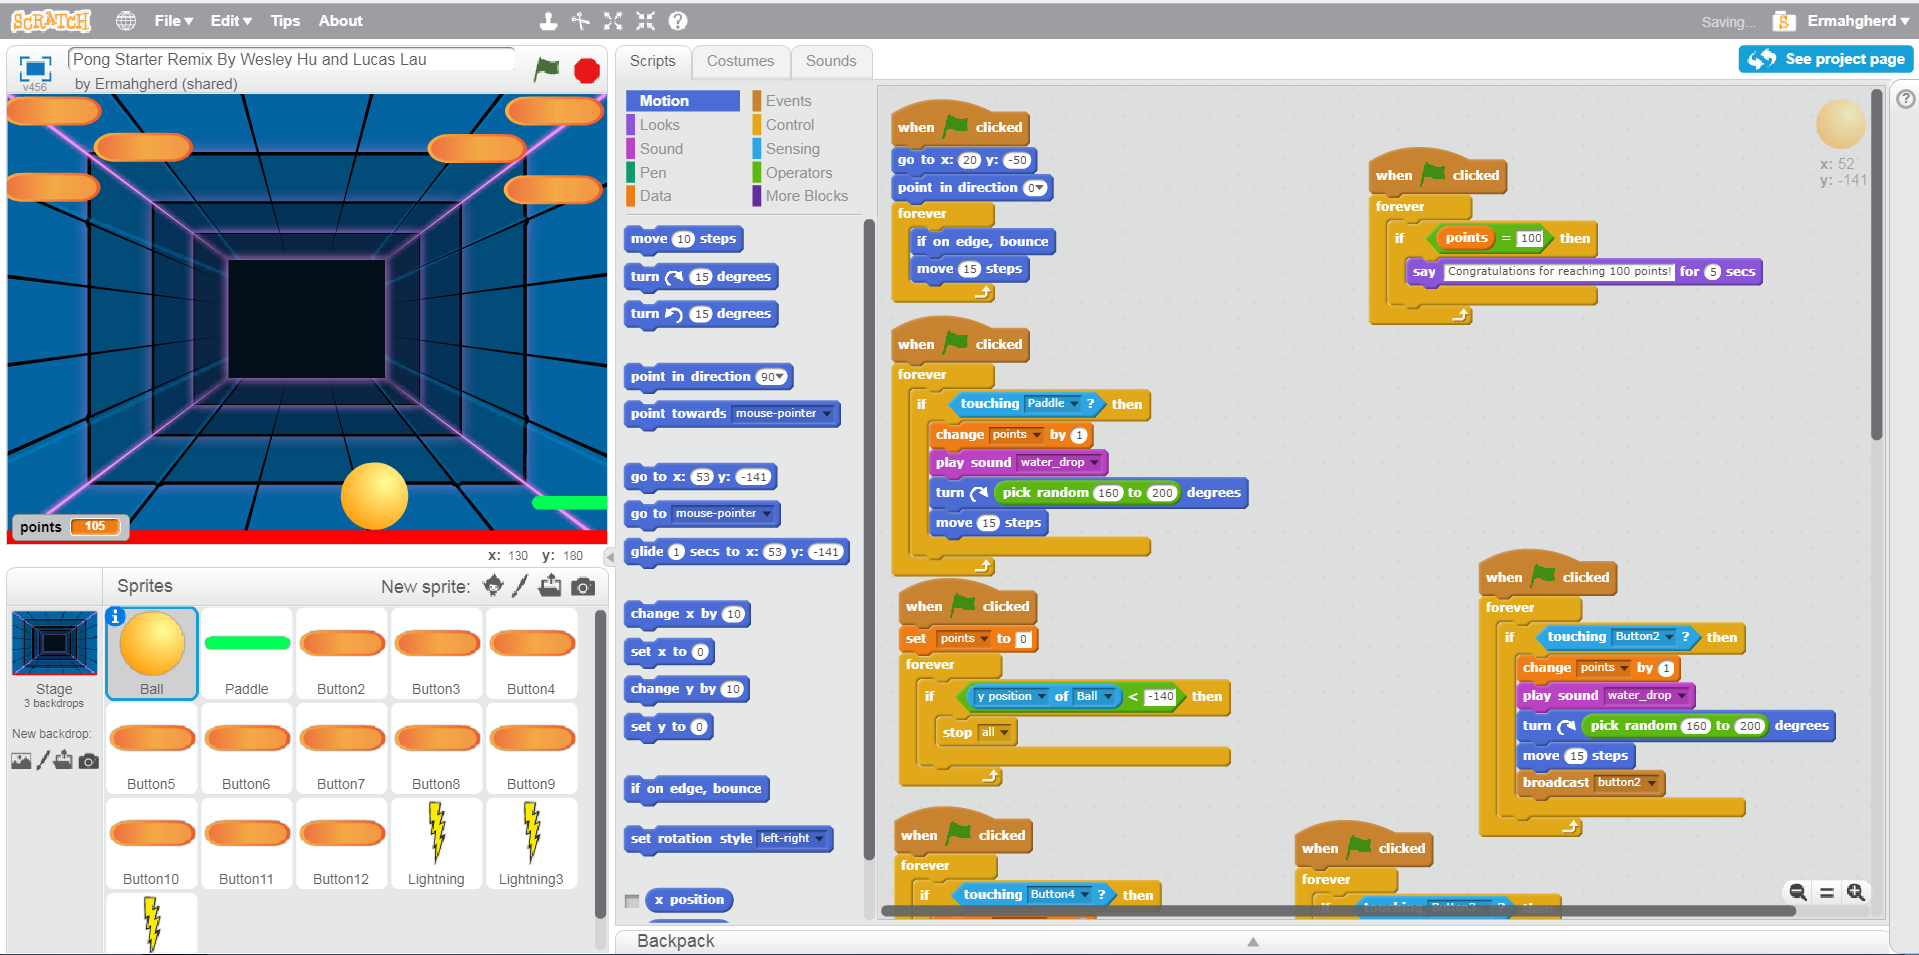 SCRATCH File Edit Tips About Saving... Ermahgherd
v456
Pong Starter Remix By Wesley Hu and Lucas Lau
by Ermahgherd (shared)
points 105
x: 130 y: 180
Sprites New sprite:
Stage
3 backdrops
New backdrop:
Ball Paddle Button2 Button3 Button4
Button5 Button6 Button7 Button8 Button9
Button10 Button11 Button12 Lightning Lightning3
Scripts Costumes Sounds
See project page
Motion Events
Looks Control
Sound Sensing
Pen Operators
Data More Blocks
move 10 steps
turn 15 degrees
turn 15 degrees
point in direction 90
point towards mouse-pointer
go to x: 53 y: -141
go to mouse-pointer
glide 1 secs to x: 53 y: -141
change x by 10
set x to 0
change y by 10
set y to 0
if on edge, bounce
set rotation style left-right
x position
when clicked
go to x: 20 y: -50
point in direction 0
forever
if on edge, bounce
move 15 steps
when clicked
forever
if touching Paddle ? then
change points by 1
play sound water_drop
turn pick random 160 to 200 degrees
move 15 steps
when clicked
set points to 0
forever
if y position of Ball < -140 then
stop all
when clicked
forever
if touching Button4 ? then
when clicked
forever
if points = 100 then
say Congratulations for reaching 100 points! for 5 secs
x: 52
y: -141
when clicked
forever
if touching Button2 ? then
change points by 1
play sound water_drop
turn pick random 160 to 200 degrees
move 15 steps
broadcast button2
when clicked
forever
Backpack